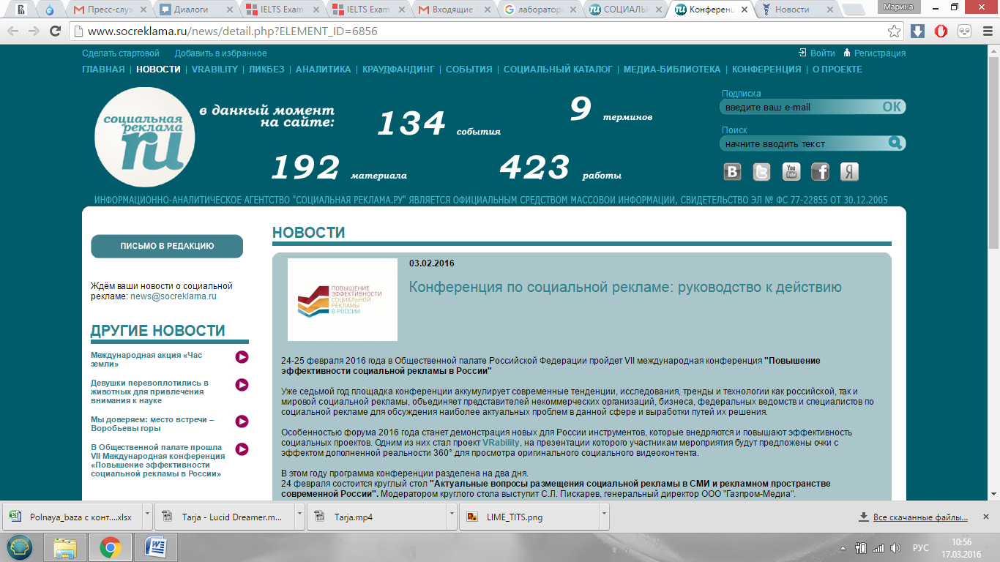 Пресс-служ
Диалоги
IELTS Exam
IELTS Exam
Входящие -
лаборатор
СОЦИАЛЬН
Конференц
Новости
Марина
www.socreklama.ru/news/detail.php?ELEMENT_ID=6856
Сделать стартовой Добавить в избранное Войти Регистрация
ГЛАВНАЯ | НОВОСТИ | VRABILITY | ЛИКБЕЗ | АНАЛИТИКА | КРАУДФАНДИНГ | СОБЫТИЯ | СОЦИАЛЬНЫЙ КАТАЛОГ | МЕДИА-БИБЛИОТЕКА | КОНФЕРЕНЦИЯ | О ПРОЕКТЕ
социальная
реклама
ru
в данный момент
на сайте:
134 события
9 терминов
192 материала
423 работы
Подписка
введите ваш e-mail OK
Поиск
начните вводить текст
В
You
Tube
f
Я
ИНФОРМАЦИОННО-АНАЛИТИЧЕСКОЕ АГЕНТСТВО "СОЦИАЛЬНАЯ РЕКЛАМА.РУ" ЯВЛЯЕТСЯ ОФИЦИАЛЬНЫМ СРЕДСТВОМ МАССОВОИ ИНФОРМАЦИИ, СВИДЕТЕЛЬСТВО ЭЛ № ФС 77-22855 ОТ 30.12.2005
ПИСЬМО В РЕДАКЦИЮ
Ждём ваши новости о социальной
рекламе: news@socreklama.ru
ДРУГИЕ НОВОСТИ
Международная акция «Час
земли»
Девушки перевоплотились в
животных для привлечения
внимания к науке
Мы доверяем: место встречи –
Воробьевы горы
В Общественной палате прошла
VII Международная конференция
«Повышение эффективности
социальной рекламы в России»
НОВОСТИ
ПОВЫШЕНИЕ
ЭФФЕКТИВНОСТИ
СОЦИАЛЬНОЙ
РЕКЛАМЫ
В РОССИИ
03.02.2016
Конференция по социальной рекламе: руководство к действию
24-25 февраля 2016 года в Общественной палате Российской Федерации пройдет VII международная конференция "Повышение
эффективности социальной рекламы в России"
Уже седьмой год площадка конференции аккумулирует современные тенденции, исследования, тренды и технологии как российской, так и
мировой социальной рекламы, объединяет представителей некоммерческих организаций, бизнеса, федеральных ведомств и специалистов по
социальной рекламе для обсуждения наиболее актуальных проблем в данной сфере и выработки путей их решения.
Особенностью форума 2016 года станет демонстрация новых для России инструментов, которые внедряются и повышают эффективность
социальных проектов. Одним из них стал проект VRability, на презентации которого участникам мероприятия будут предложены очки с
эффектом дополненной реальности 360° для просмотра оригинального социального видеоконтента.
В этом году программа конференции разделена на два дня.
24 февраля состоится круглый стол "Актуальные вопросы размещения социальной рекламы в СМИ и рекламном пространстве
современной России". Модератором круглого стола выступит С.Л. Пискарев, генеральный директор ООО "Газпром-Медиа".
Polnaya_baza с конт....xlsx
Tarja - Lucid Dreamer.m...
Tarja.mp4
LIME_TITS.png
Все скачанные файлы...
РУС
10:56
17.03.2016